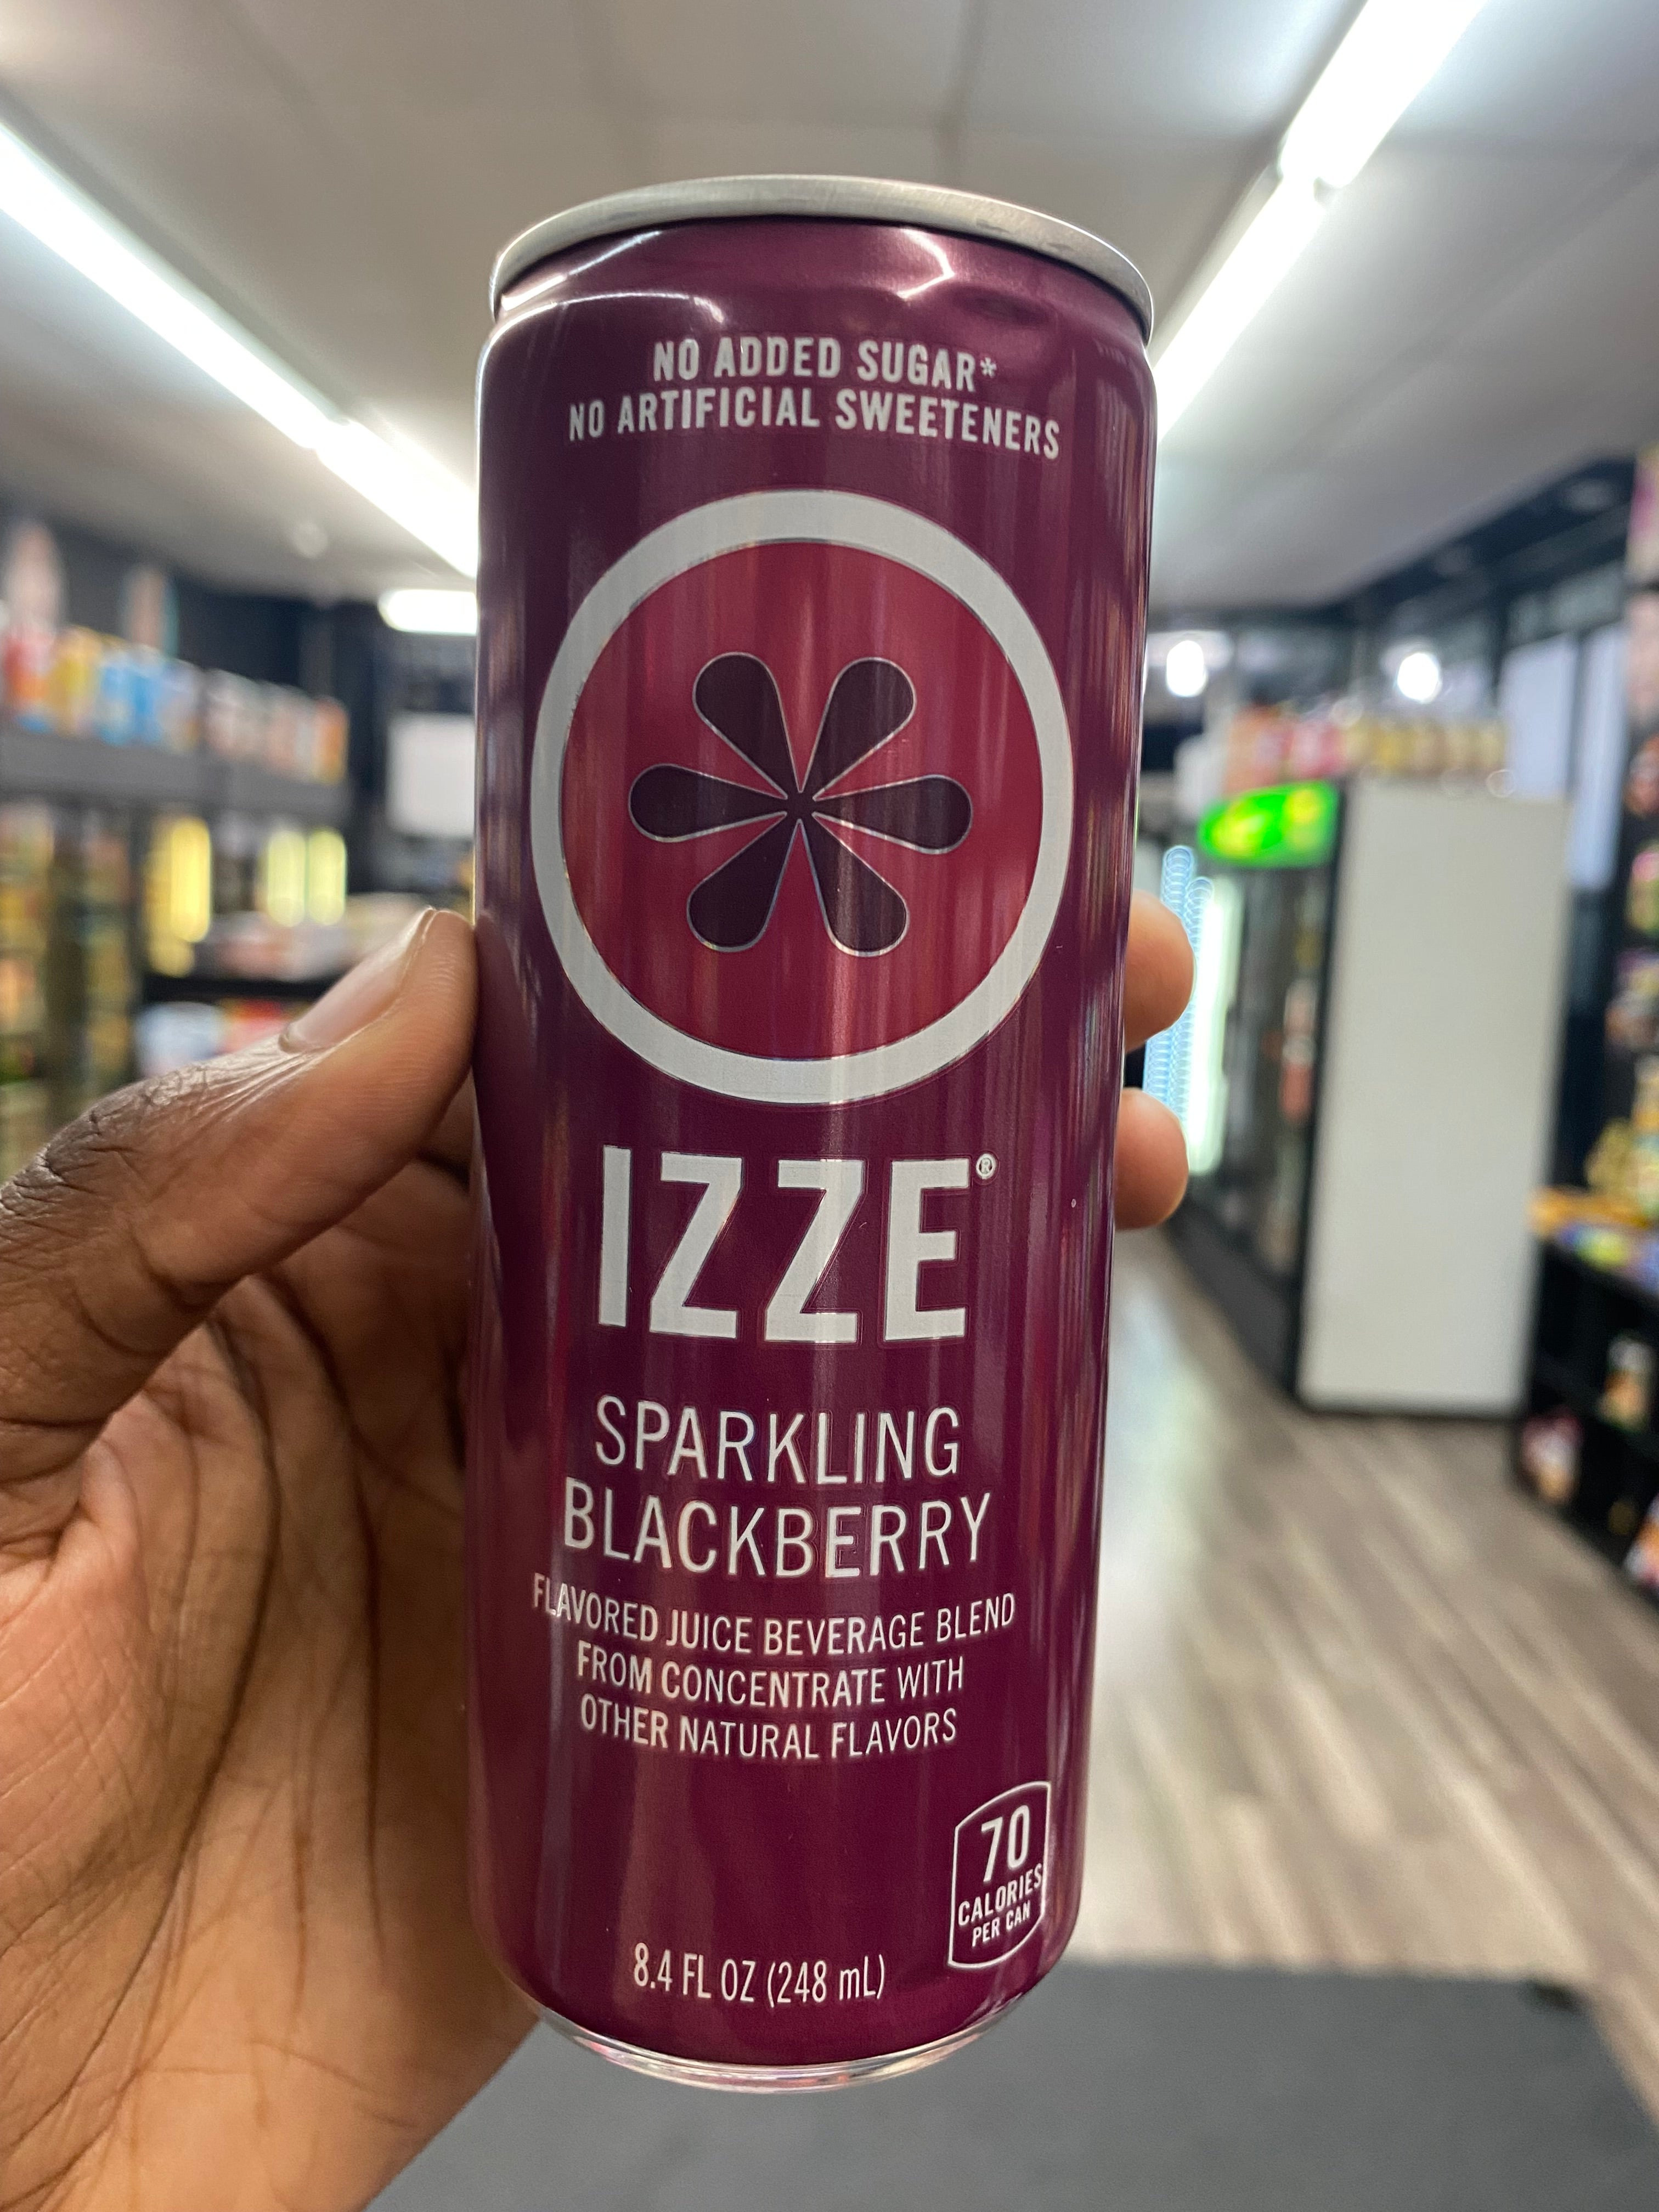 NO ADDED SUGAR*
NO ARTIFICIAL SWEETENERS
IZZE®
SPARKLING
BLACKBERRY
FLAVORED JUICE BEVERAGE BLEND
FROM CONCENTRATE WITH
OTHER NATURAL FLAVORS
70
CALORIES
PER CAN
8.4 FL OZ (248 mL)